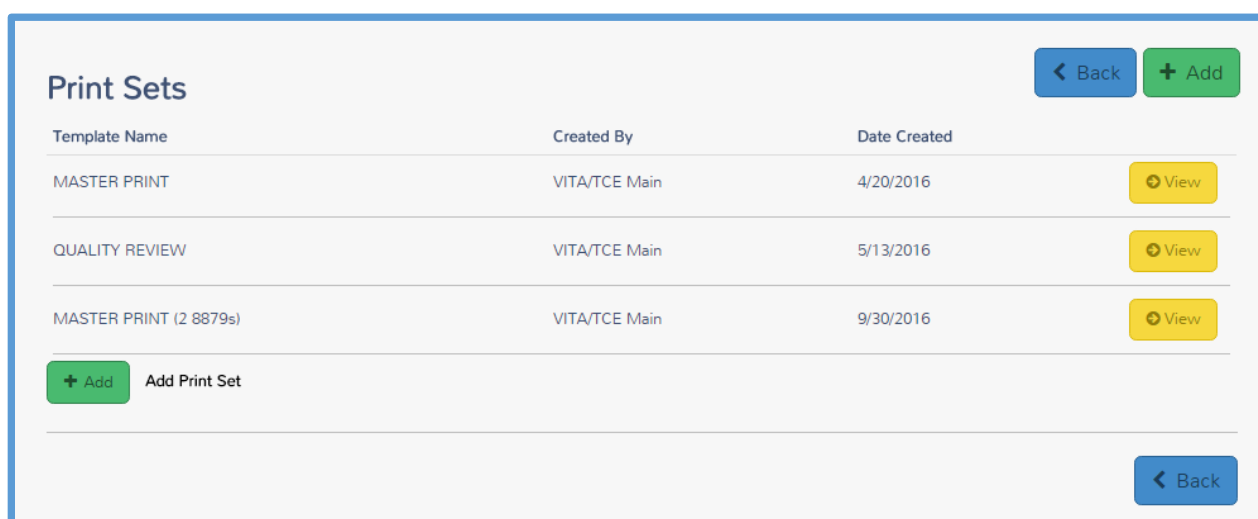 Print Sets
Back
Add
Template Name Created By Date Created
MASTER PRINT VITA/TCE Main 4/20/2016 View
QUALITY REVIEW VITA/TCE Main 5/13/2016 View
MASTER PRINT (2 8879s) VITA/TCE Main 9/30/2016 View
Add Add Print Set
Back